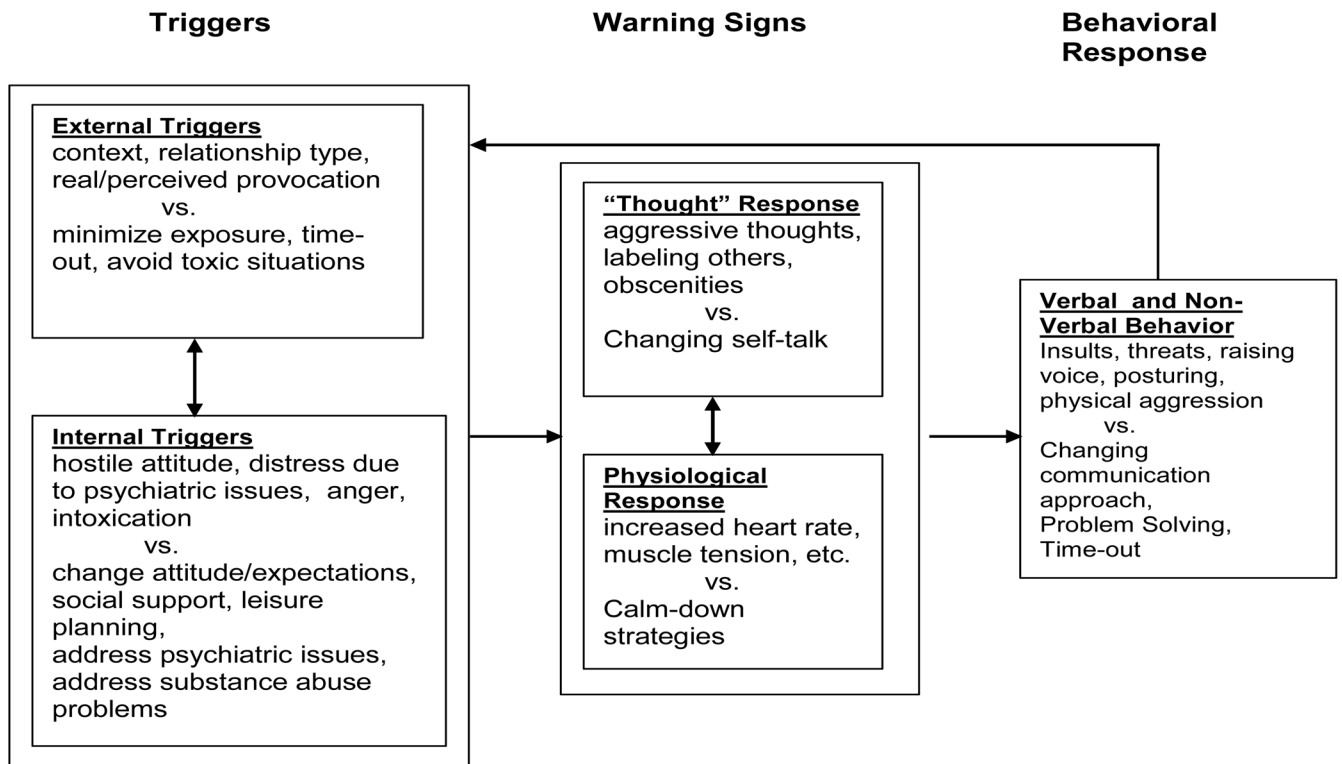 Triggers
Warning Signs
Behavioral
Response
External Triggers
context, relationship type,
real/perceived provocation
vs.
minimize exposure, time-
out, avoid toxic situations
Internal Triggers
hostile attitude, distress due
to psychiatric issues, anger,
intoxication
vs.
change attitude/expectations,
social support, leisure
planning,
address psychiatric issues,
address substance abuse
problems
“Thought” Response
aggressive thoughts,
labeling others,
obscenities
vs.
Changing self-talk
Physiological
Response
increased heart rate,
muscle tension, etc.
vs.
Calm-down
strategies
Verbal and Non-
Verbal Behavior
Insults, threats, raising
voice, posturing,
physical aggression
vs.
Changing
communication
approach,
Problem Solving,
Time-out